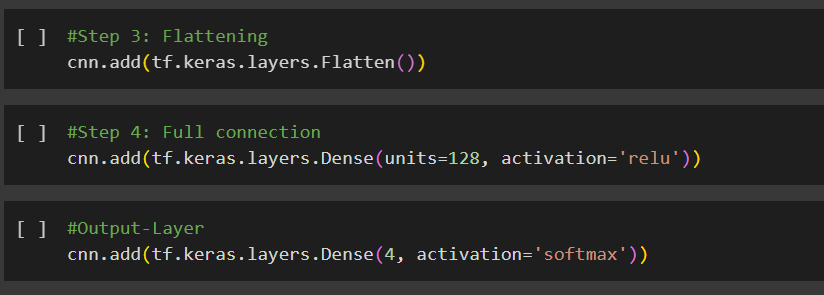 [ ] #Step 3: Flattening
cnn.add(tf.keras.layers.Flatten())
[ ] #Step 4: Full connection
cnn.add(tf.keras.layers.Dense(units=128, activation='relu'))
[ ] #Output-Layer
cnn.add(tf.keras.layers.Dense(4, activation='softmax'))